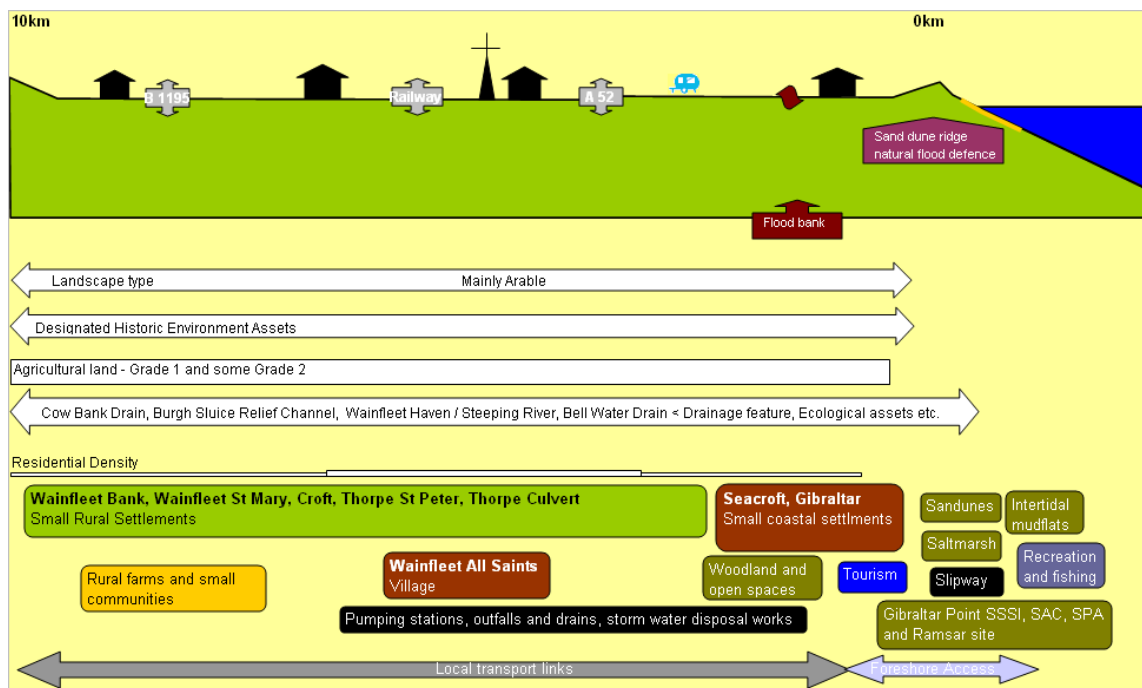 10km
0km
B 1195
Railway
A 52
Sand dune ridge
natural flood defence
Flood bank
Landscape type
Mainly Arable
Designated Historic Environment Assets
Agricultural land - Grade 1 and some Grade 2
Cow Bank Drain, Burgh Sluice Relief Channel, Wainfleet Haven / Steeping River, Bell Water Drain < Drainage feature, Ecological assets etc.
Residential Density
Wainfleet Bank, Wainfleet St Mary, Croft, Thorpe St Peter, Thorpe Culvert
Small Rural Settlements
Seacroft, Gibraltar
Small coastal settlments
Sandunes
Intertidal
mudflats
Saltmarsh
Rural farms and small
communities
Wainfleet All Saints
Village
Woodland and
open spaces
Tourism
Slipway
Recreation
and fishing
Pumping stations, outfalls and drains, storm water disposal works
Gibraltar Point SSSI, SAC, SPA
and Ramsar site
Local transport links
Foreshore Access